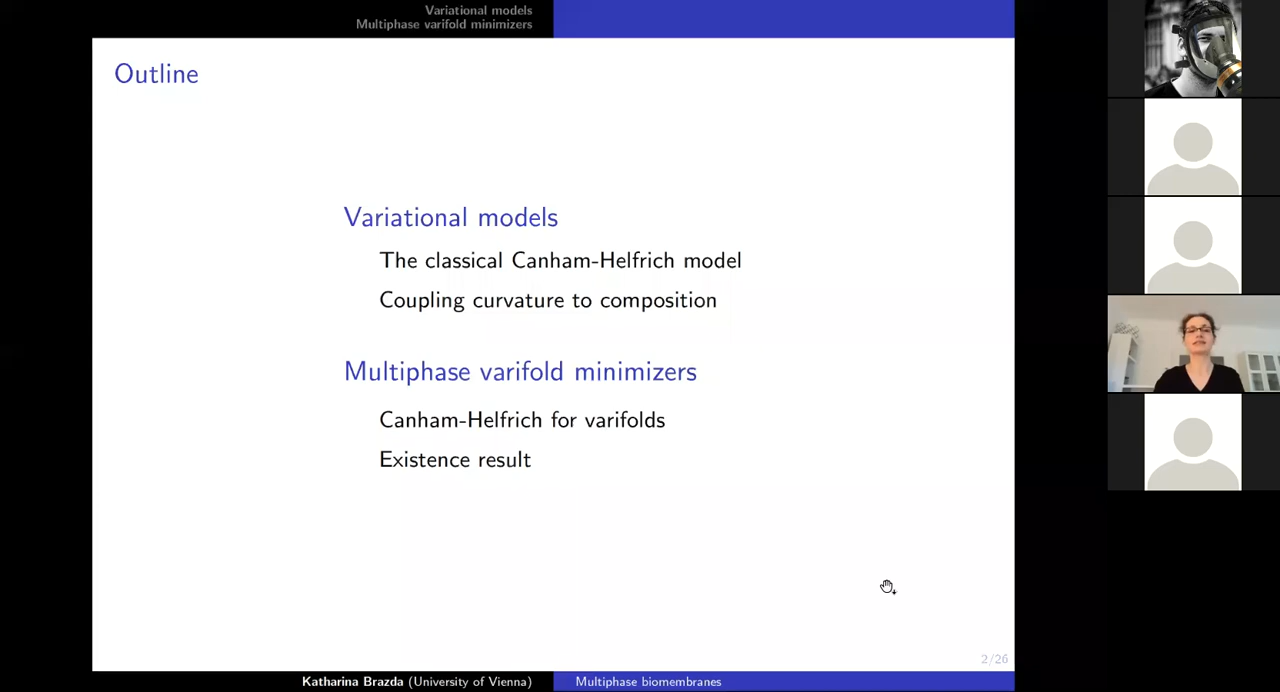 Variational models
Multiphase varifold minimizers
Outline
Variational models
The classical Canham-Helfrich model
Coupling curvature to composition
Multiphase varifold minimizers
Canham-Helfrich for varifolds
Existence result
2/26
Katharina Brazda (University of Vienna)
Multiphase biomembranes